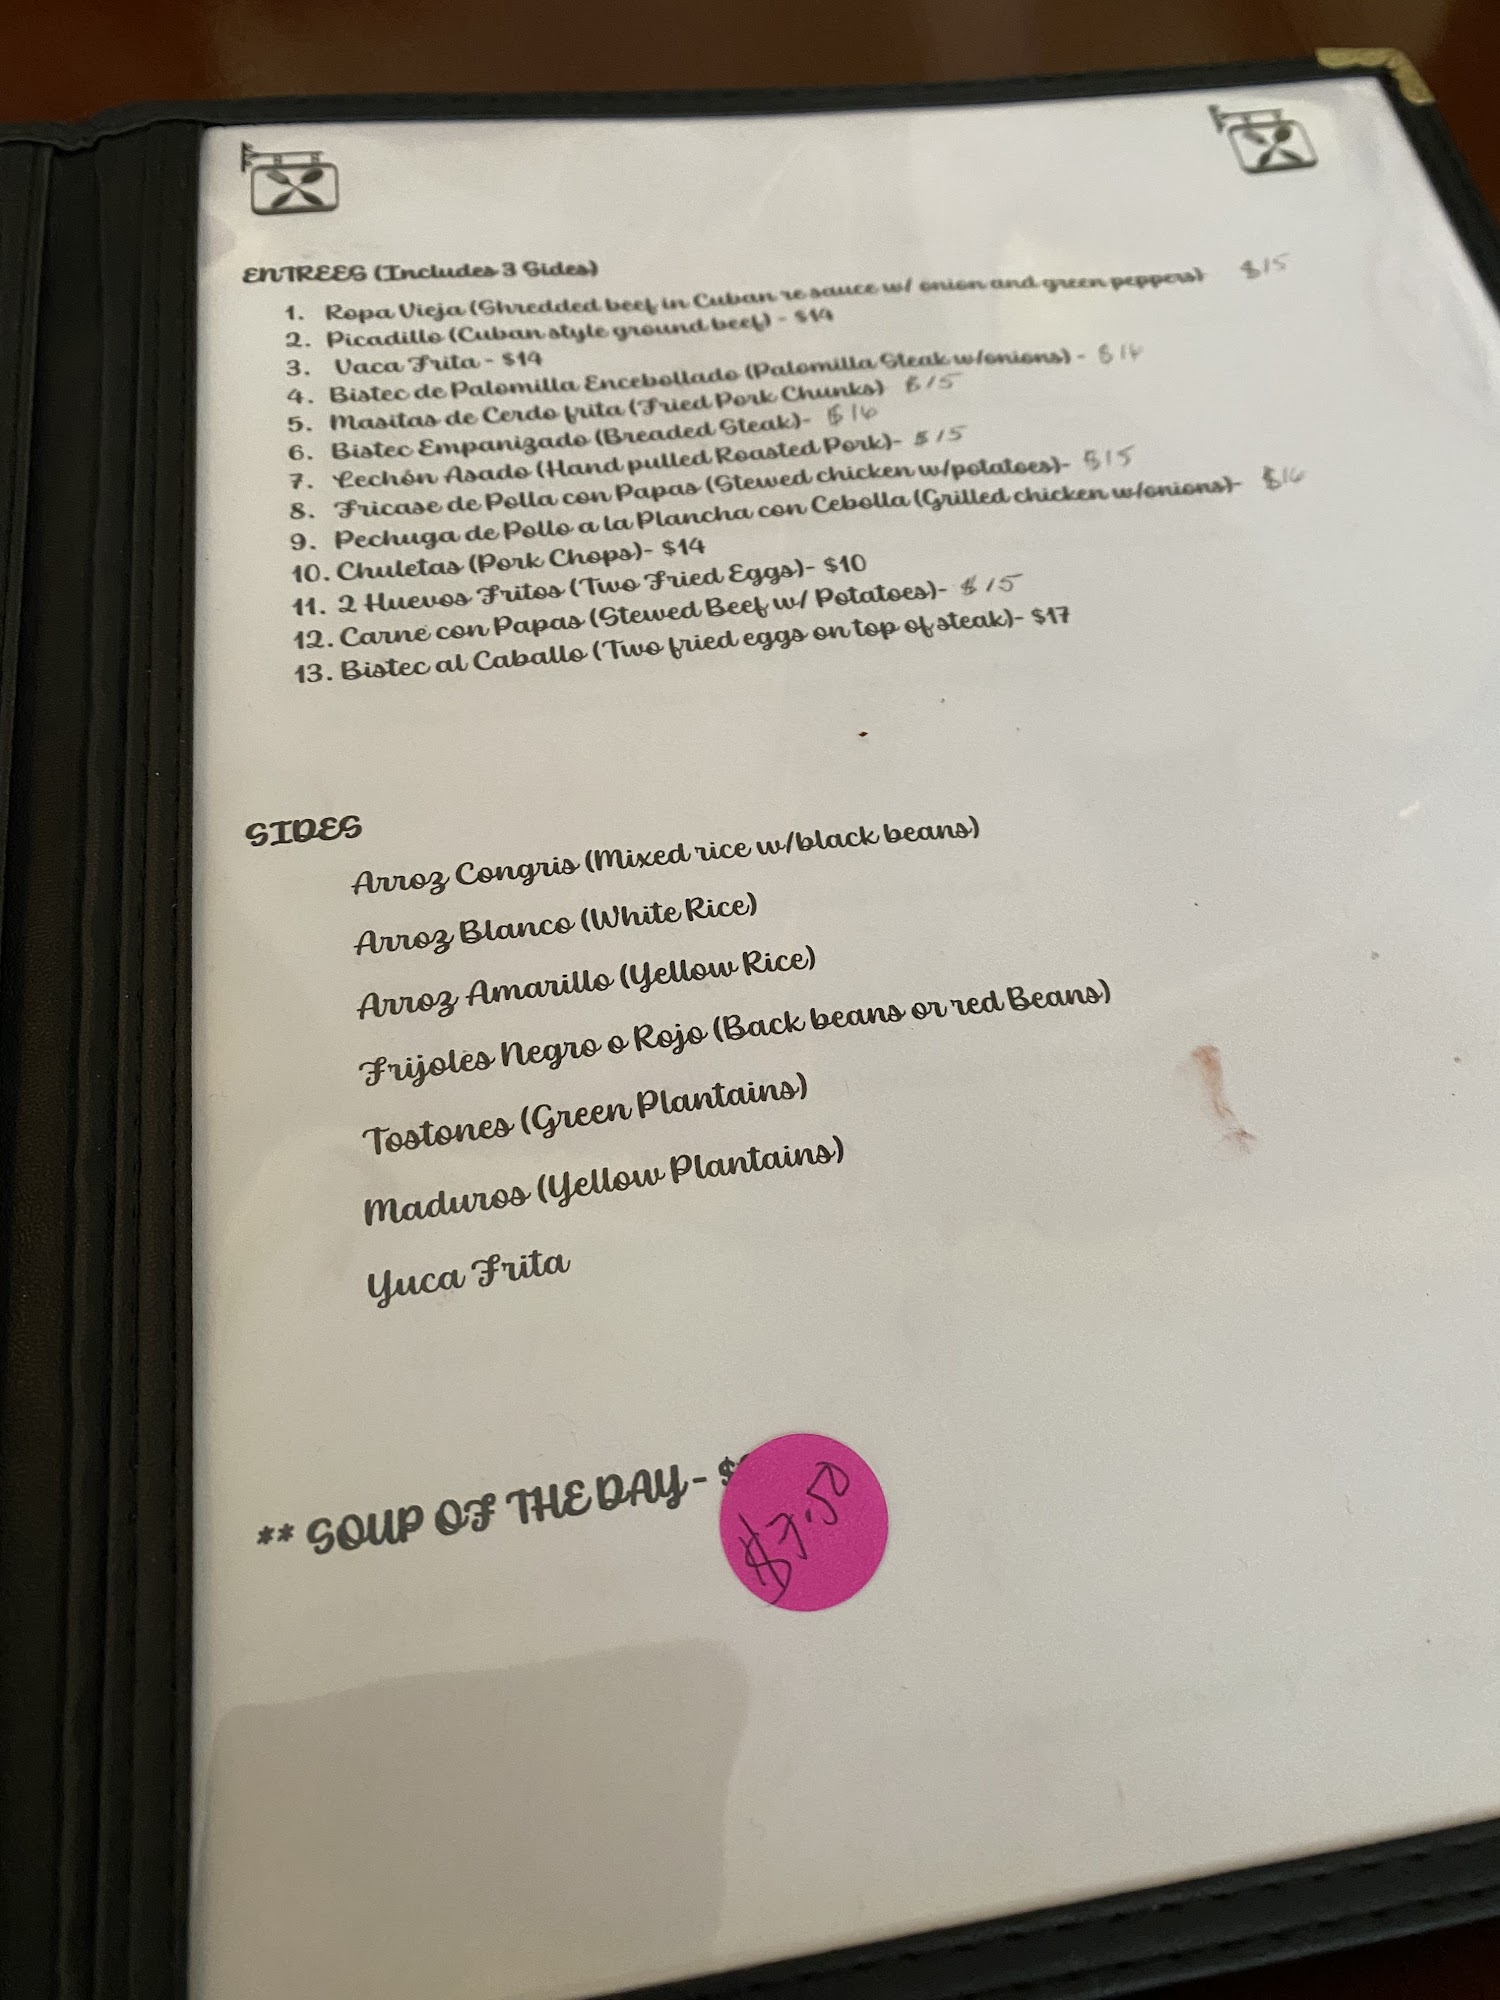 ENTREES (Includes 3 Sides)
1. Ropa Vieja (Shredded beef in Cuban re sauce w/ onion and green peppers) $15
2. Picadillo (Cuban style ground beef) - $14
3. Vaca Frita - $14
4. Bistec de Palomilla Encebollado (Palomilla Steak w/onions) -
5. Masitas de Cerdo frita (Fried Pork Chunks) $15
6. Bistec Empanizado (Breaded Steak)- $16
7. Lechón Asado (Hand pulled Roasted Pork)- $15
8. Fricase de Polla con Papas (Stewed chicken w/potatoes)- $15
9. Pechuga de Pollo a la Plancha con Cebolla (Grilled chicken w/onions)-
10. Chuletas (Pork Chops)- $14
11. 2 Huevos Fritos (Two Fried Eggs)- $10
12. Carne con Papas (Stewed Beef w/ Potatoes)- $15
13. Bistec al Caballo (Two fried eggs on top of steak)- $17
SIDES
Arroz Congris (Mixed rice w/black beans)
Arroz Blanco (White Rice)
Arroz Amarillo (Yellow Rice)
Frijoles Negro o Rojo (Back beans or red Beans)
Tostones (Green Plantains)
Maduros (Yellow Plantains)
Yuca Frita
** SOUP OF THE DAY - $
$7.50